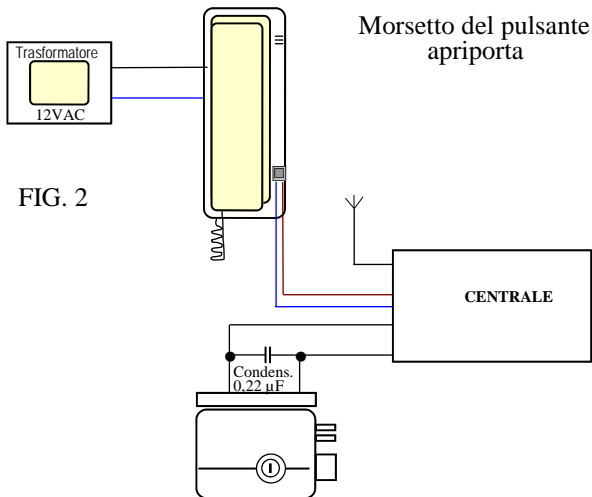 Morsetto del pulsante
apriporta
Trasformatore
12VAC
FIG. 2
CENTRALE
Condens.
0,22 µF